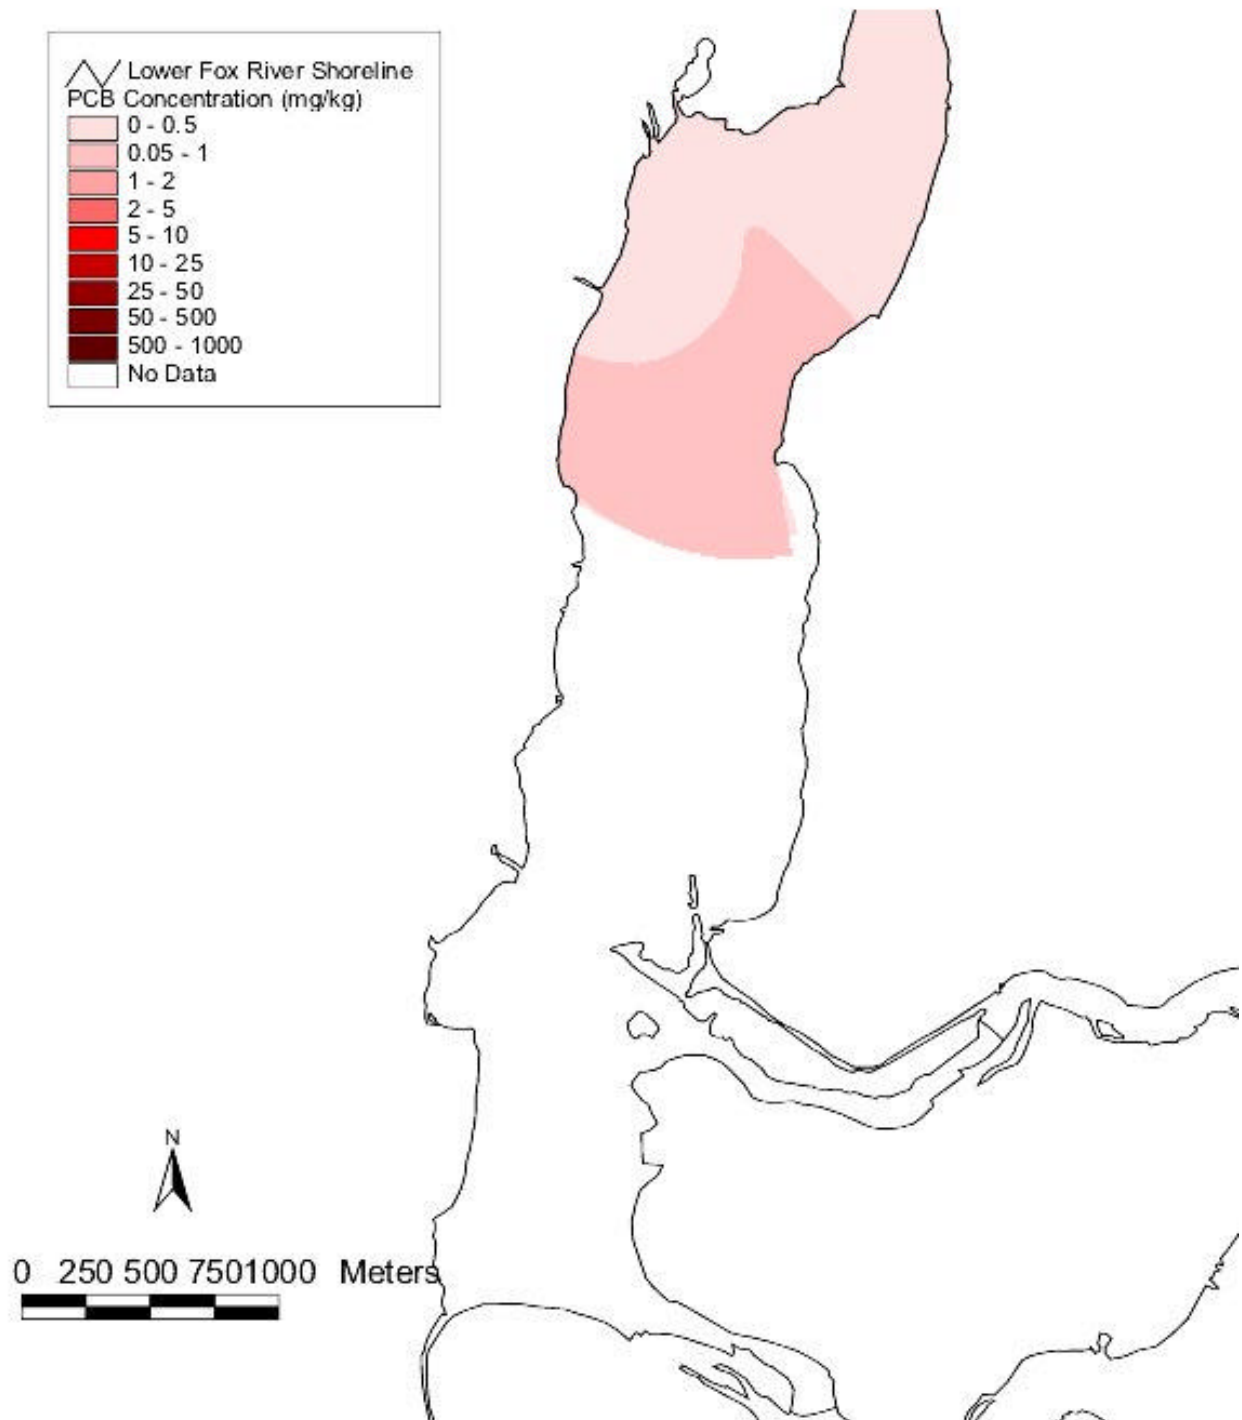 Lower Fox River Shoreline
PCB Concentration (mg/kg)
0 - 0.5
0.05 - 1
1 - 2
2 - 5
5 - 10
10 - 25
25 - 50
50 - 500
500 - 1000
No Data
N
0 250 500 7501000 Meters